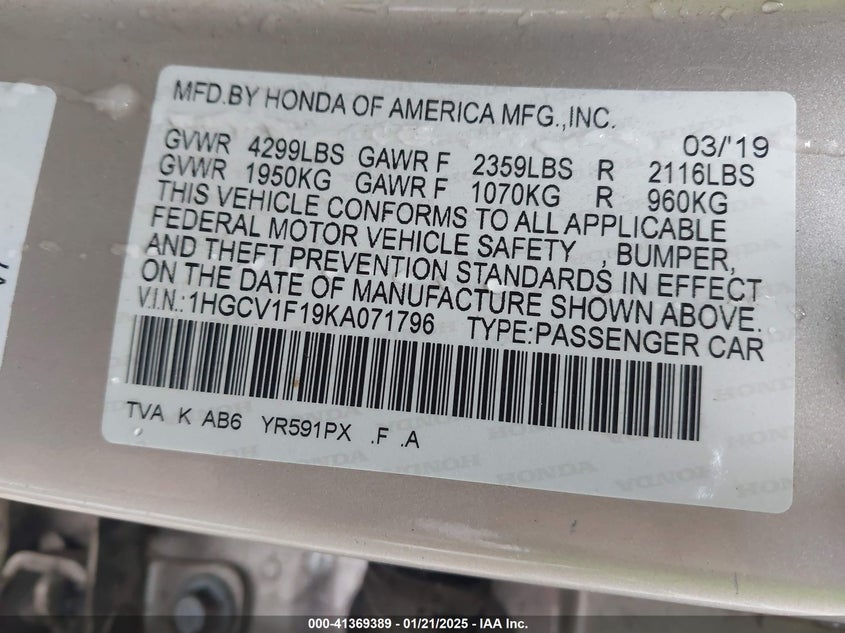 MFD.BY HONDA OF AMERICA MFG.,INC.
03/'19
GVWR 4299LBS GAWR F 2359LBS R 2116LBS
GVWR 1950KG GAWR F 1070KG R 960KG
THIS VEHICLE CONFORMS TO ALL APPLICABLE
FEDERAL MOTOR VEHICLE SAFETY , BUMPER,
AND THEFT PREVENTION STANDARDS IN EFFECT
ON THE DATE OF MANUFACTURE SHOWN ABOVE.
V.I.N.:1HGCV1F19KA071796 TYPE:PASSENGER CAR
TVA K AB6 YR591PX .F .A
000-41369389 | 01/21/2025 | IAA Inc.